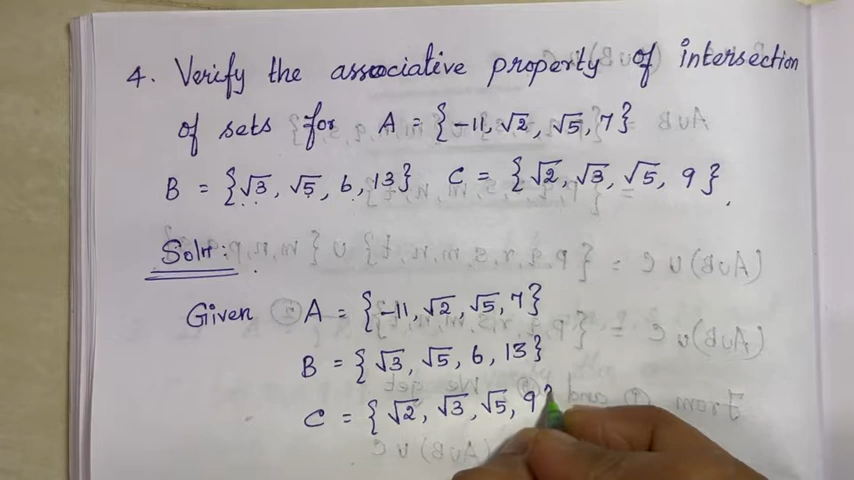 4. Verify the associative property of intersection
of sets for A = {-11, √2, √5, 7}
B = {√3, √5, 6, 13} C = {√2, √3, √5, 9}.
Soln:
Given A = {-11, √2, √5, 7}
B = {√3, √5, 6, 13}
C = {√2, √3, √5, 9